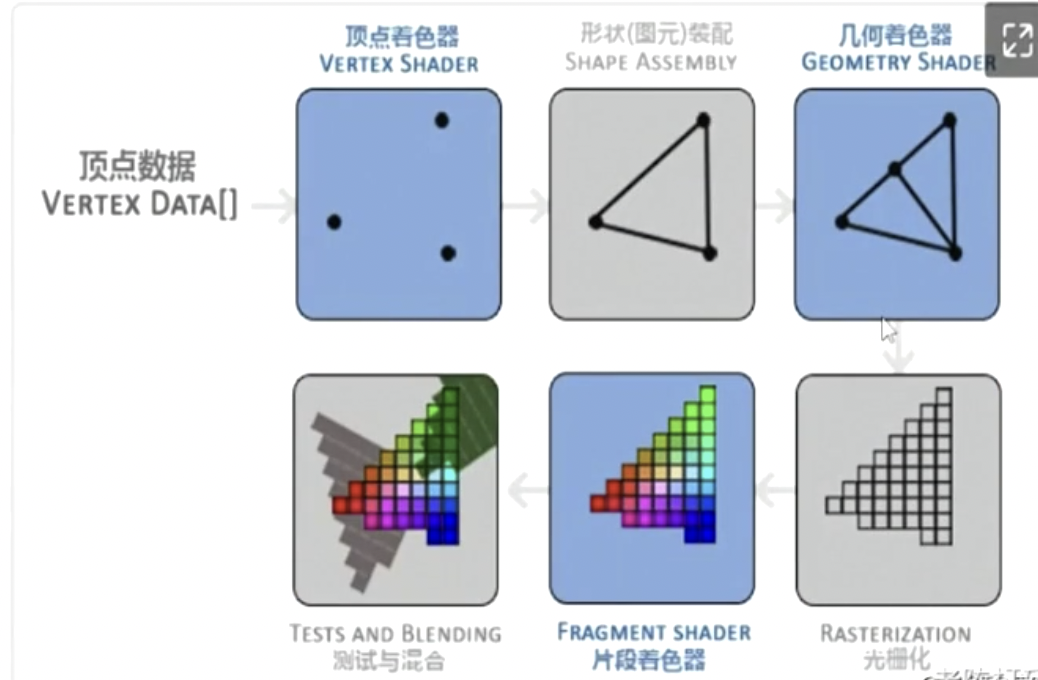 顶点着色器
VERTEX SHADER
形状(图元)装配
SHAPE ASSEMBLY
几何着色器
GEOMETRY SHADER
顶点数据
VERTEX DATA[]
TESTS AND BLENDING
测试与混合
FRAGMENT SHADER
片段着色器
RASTERIZATION
光栅化